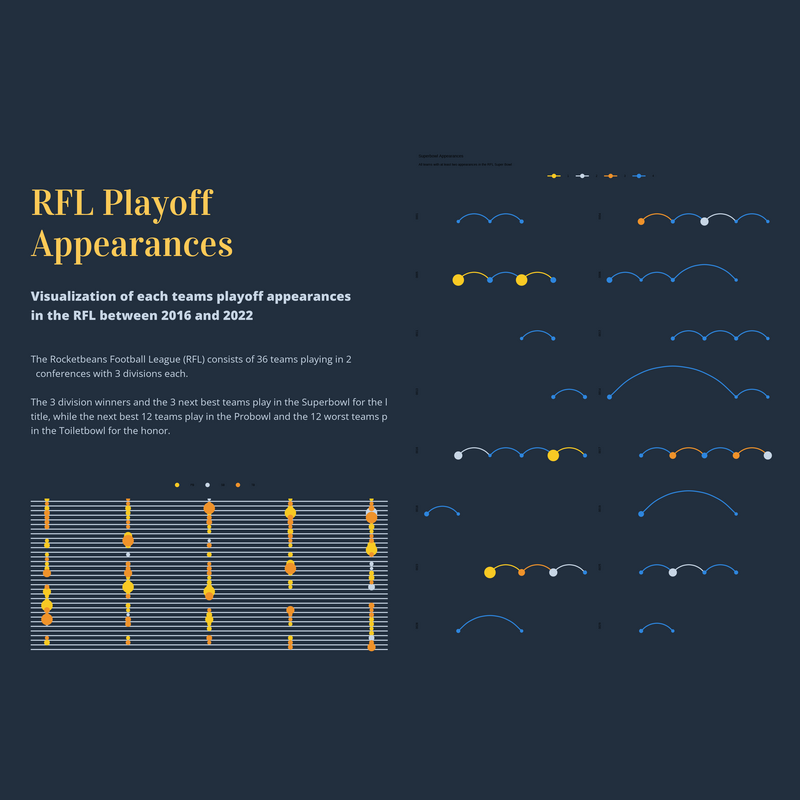 RFL Playoff
Appearances
Visualization of each teams playoff appearances
in the RFL between 2016 and 2022
The Rocketbeans Football League (RFL) consists of 36 teams playing in 2
conferences with 3 divisions each.
The 3 division winners and the 3 next best teams play in the Superbowl for the l
title, while the next best 12 teams play in the Probowl and the 12 worst teams p
in the Toiletbowl for the honor.